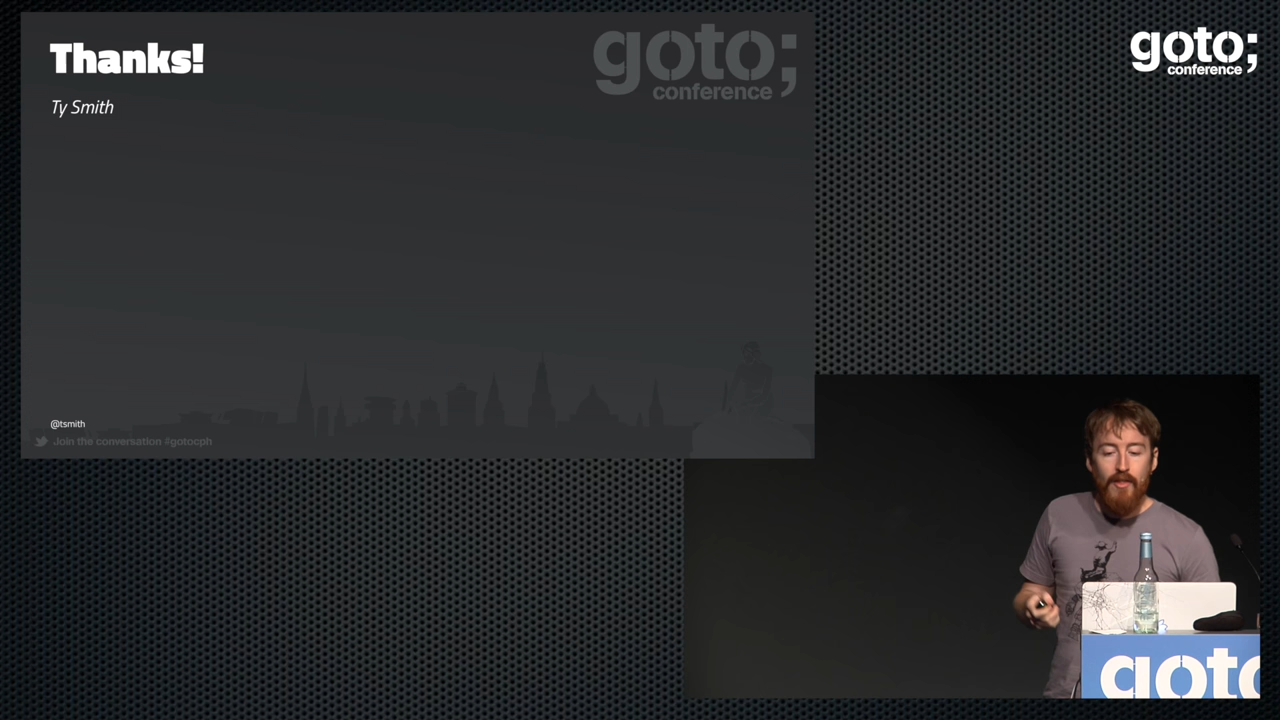 Thanks!
Ty Smith
goto;
conference
@tsmith
Join the conversation #gotocph
goto;
conference
goto